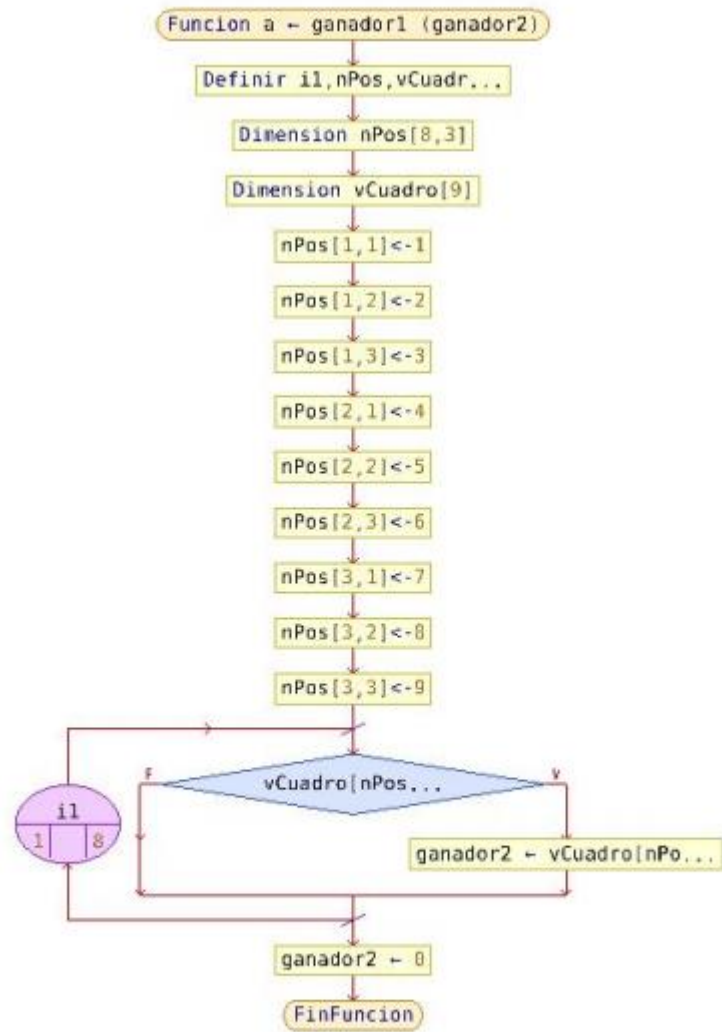 Funcion a ← ganador1 (ganador2)
Definir i1,nPos,vCuadr...
Dimension nPos[8,3]
Dimension vCuadro[9]
nPos[1,1]<-1
nPos[1,2]<-2
nPos[1,3]<-3
nPos[2,1]<-4
nPos[2,2]<-5
nPos[2,3]<-6
nPos[3,1]<-7
nPos[3,2]<-8
nPos[3,3]<-9
F
vCuadro[nPos...
V
i1
1 8
ganador2 ← vCuadro[nPo...
ganador2 ← 0
FinFuncion